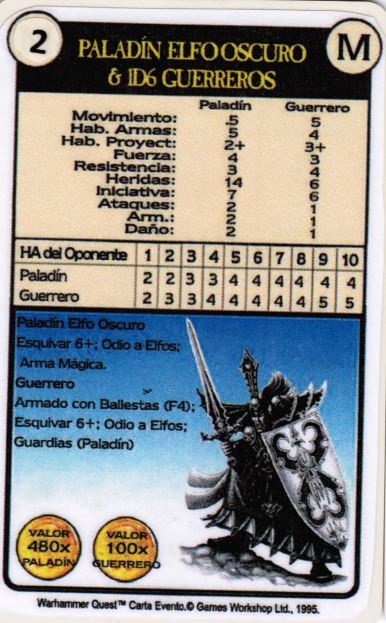 2
M
PALADÍN ELFO OSCURO
& 1D6 GUERREROS
Paladín Guerrero
Movimiento: .5 5
Hab. Armas: 5 4
Hab. Proyect: 2+ 3+
Fuerza: 4 3
Resistencia: 3 4
Heridas: 14 6
Iniciativa: 7 6
Ataques: 2 1
Arm.: 2 1
Daño: 2 1
HA del Oponente 1 2 3 4 5 6 7 8 9 10
Paladín 2 2 3 3 4 4 4 4 4 4
Guerrero 2 3 3 4 4 4 4 4 5 5
Paladín Elfo Oscuro
Esquivar 6+; Odio a Elfos;
Arma Mágica.
Guerrero
Armado con Ballestas (F4);
Esquivar 6+; Odio a Elfos;
Guardias (Paladín)
VALOR
480x
PALADÍN
VALOR
100x
GUERRERO
Warhammer Quest™ Carta Evento.© Games Workshop Ltd., 1995.